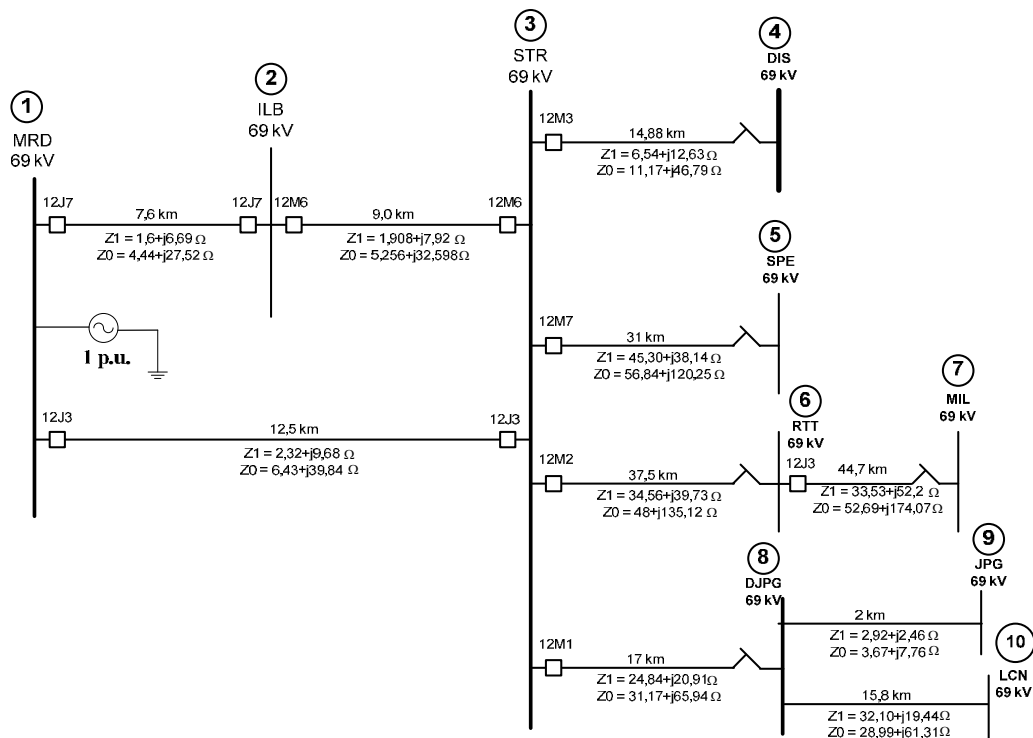 1
MRD
69 kV
2
ILB
69 kV
3
STR
69 kV
4
DIS
69 kV
12J7
7,6 km
12J7
12M6
9,0 km
12M6
Z1 = 1,6+j6,69 Ω
Z0 = 4,44+j27,52 Ω
Z1 = 1,908+j7,92 Ω
Z0 = 5,256+j32,598 Ω
1 p.u.
12J3
12,5 km
12J3
Z1 = 2,32+j9,68 Ω
Z0 = 6,43+j39,84 Ω
12M3
14,88 km
Z1 = 6,54+j12,63 Ω
Z0 = 11,17+j46,79 Ω
5
SPE
69 kV
12M7
31 km
Z1 = 45,30+j38,14 Ω
Z0 = 56,84+j120,25 Ω
6
RTT
69 kV
7
MIL
69 kV
12M2
37,5 km
Z1 = 34,56+j39,73 Ω
Z0 = 48+j135,12 Ω
12J3
44,7 km
Z1 = 33,53+j52,2 Ω
Z0 = 52,69+j174,07 Ω
8
DJPG
69 kV
9
JPG
69 kV
12M1
17 km
Z1 = 24,84+j20,91 Ω
Z0 = 31,17+j65,94 Ω
2 km
Z1 = 2,92+j2,46 Ω
Z0 = 3,67+j7,76 Ω
10
LCN
69 kV
15,8 km
Z1 = 32,10+j19,44 Ω
Z0 = 28,99+j61,31 Ω